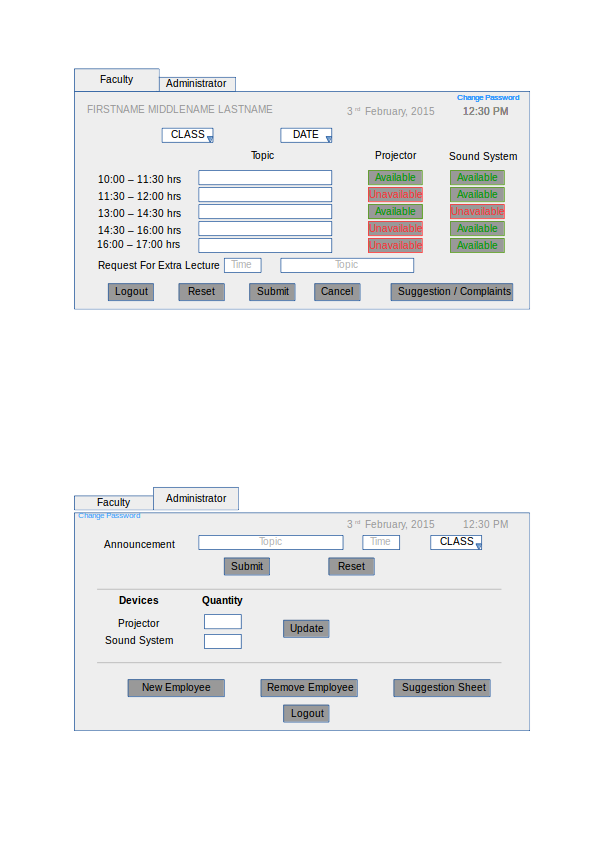 Faculty
Administrator
Change Password
FIRSTNAME MIDDLENAME LASTNAME 3rd February, 2015 12:30 PM
CLASS DATE
Topic Projector Sound System
10:00 – 11:30 hrs Available Available
11:30 – 12:00 hrs Unavailable Available
13:00 – 14:30 hrs Available Unavailable
14:30 – 16:00 hrs Unavailable Available
16:00 – 17:00 hrs Unavailable Available
Request For Extra Lecture Time Topic
Logout Reset Submit Cancel Suggestion / Complaints
Faculty Administrator
Change Password
3rd February, 2015 12:30 PM
Announcement Topic Time CLASS
Submit Reset
Devices Quantity
Projector
Update
Sound System
New Employee Remove Employee Suggestion Sheet
Logout